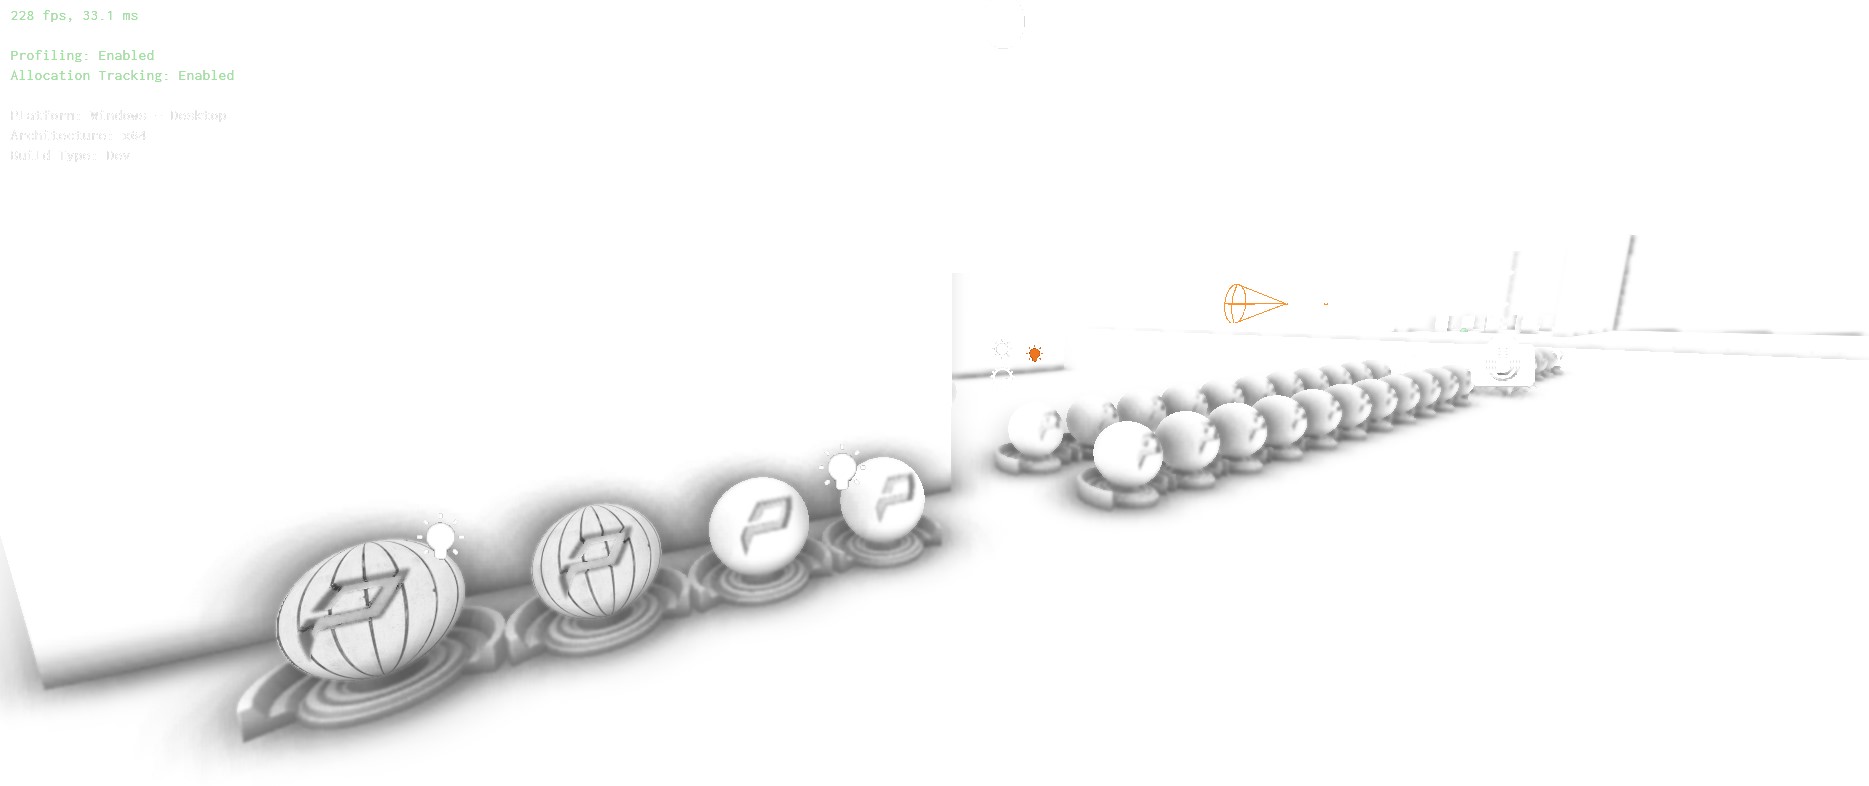 228 fps, 33.1 ms
Profiling: Enabled
Allocation Tracking: Enabled
Platform: Windows - Desktop
Architecture: x64
Build Type: Dev